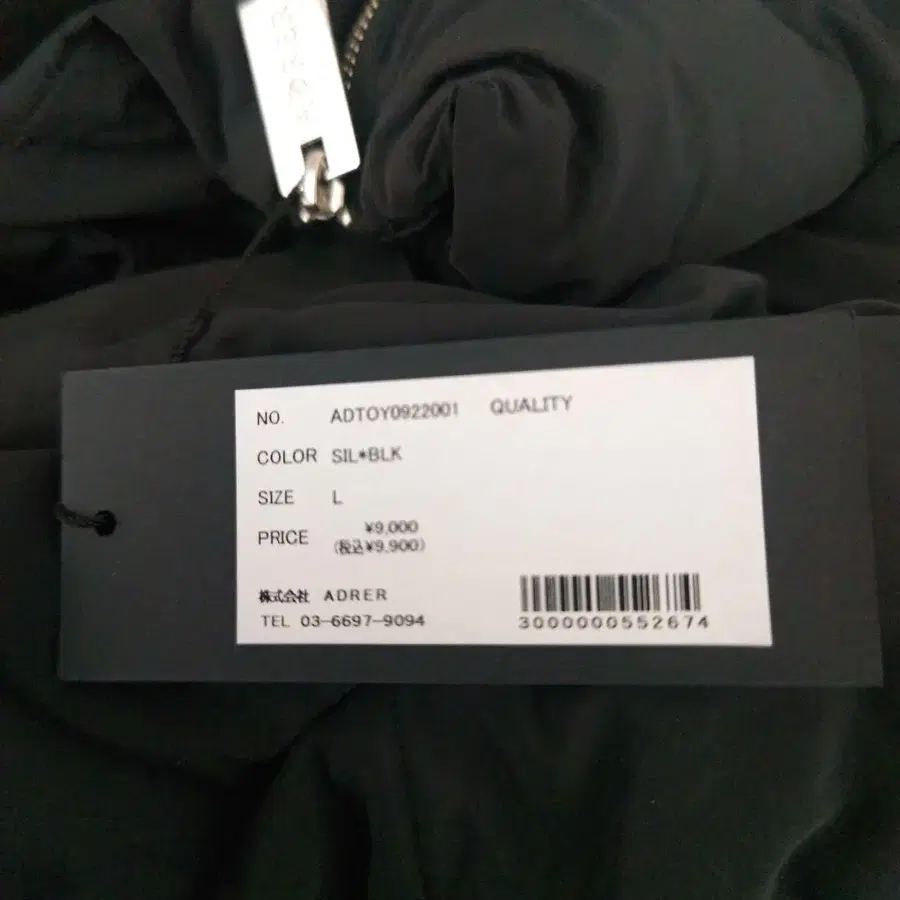 ADRER
NO. ADTOY0922001 QUALITY
COLOR SIL*BLK
SIZE L
PRICE ¥9,000
(税込¥9,900)
株式会社 ADRER
TEL 03-6697-9094
3000000552674